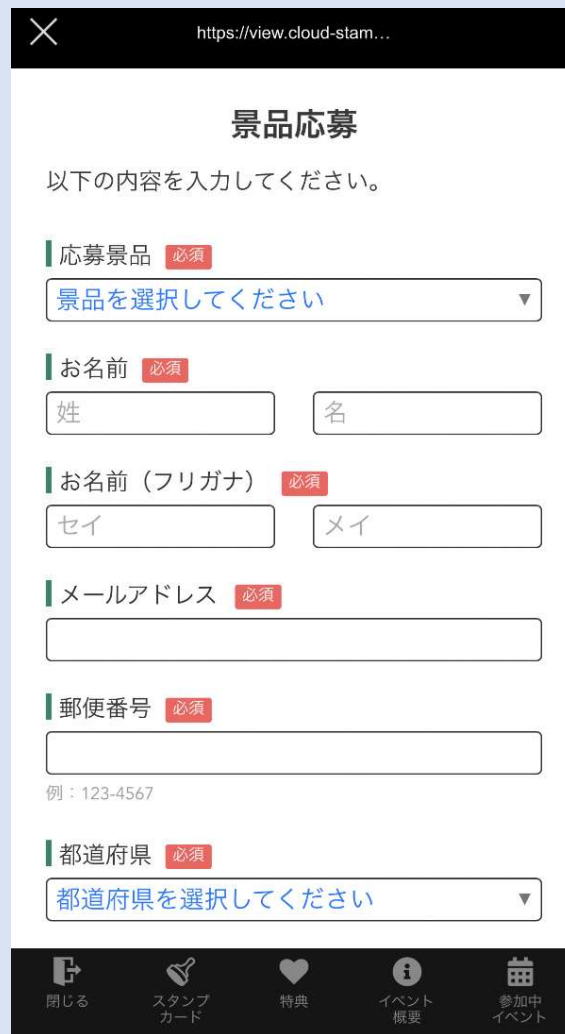 https://view.cloud-stam…
景品応募
以下の内容を入力してください。
応募景品 必須
景品を選択してください ▼
お名前 必須
姓 名
お名前（フリガナ） 必須
セイ メイ
メールアドレス 必須
郵便番号 必須
例：123-4567
都道府県 必須
都道府県を選択してください ▼
閉じる スタンプ 特典 イベント 参加中
カード 概要 イベント